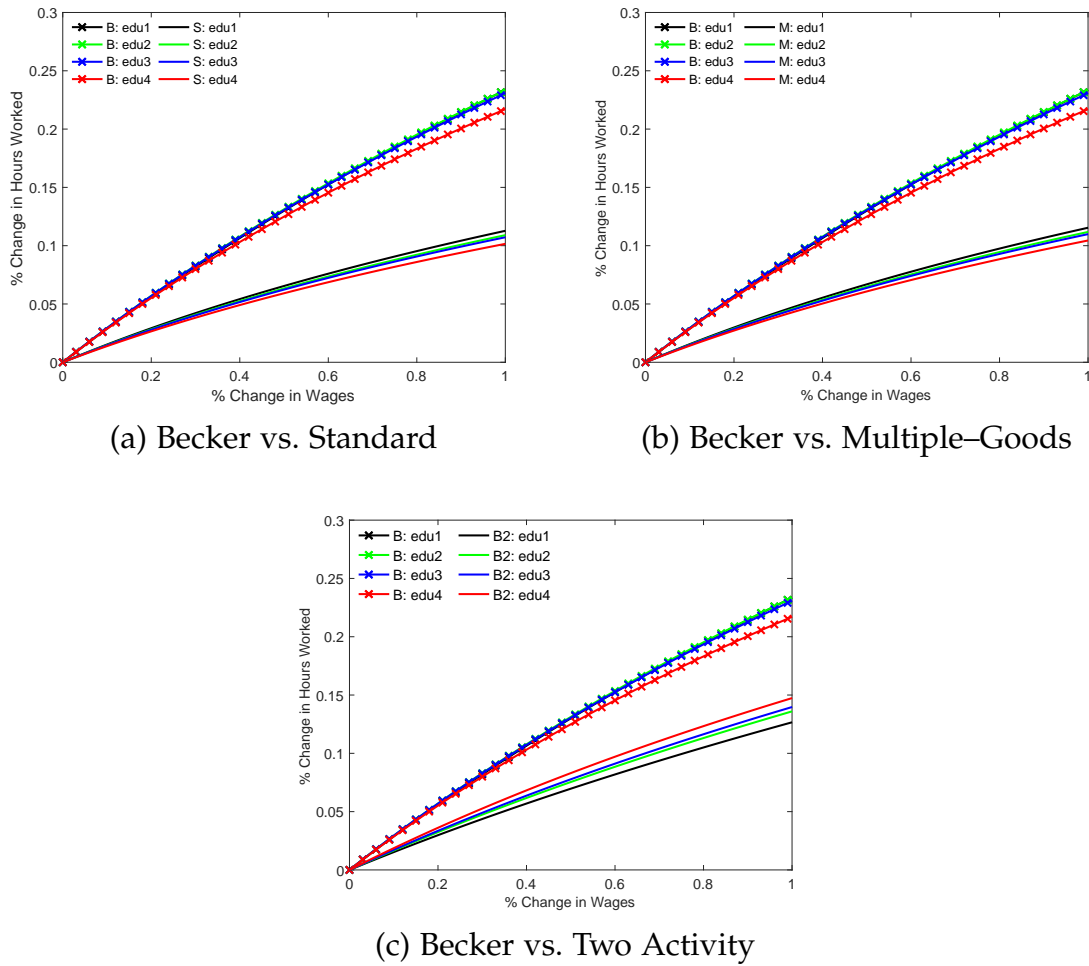 0.3
B: edu1 S: edu1
B: edu2 S: edu2
B: edu3 S: edu3
B: edu4 S: edu4
0.25
0.2
0.15
0.1
0.05
0
% Change in Hours Worked
0 0.2 0.4 0.6 0.8 1
% Change in Wages
(a) Becker vs. Standard
0.3
B: edu1 M: edu1
B: edu2 M: edu2
B: edu3 M: edu3
B: edu4 M: edu4
0.25
0.2
0.15
0.1
0.05
0
% Change in Hours Worked
0 0.2 0.4 0.6 0.8 1
% Change in Wages
(b) Becker vs. Multiple–Goods
0.3
B: edu1 B2: edu1
B: edu2 B2: edu2
B: edu3 B2: edu3
B: edu4 B2: edu4
0.25
0.2
0.15
0.1
0.05
0
% Change in Hours Worked
0 0.2 0.4 0.6 0.8 1
% Change in Wages
(c) Becker vs. Two Activity